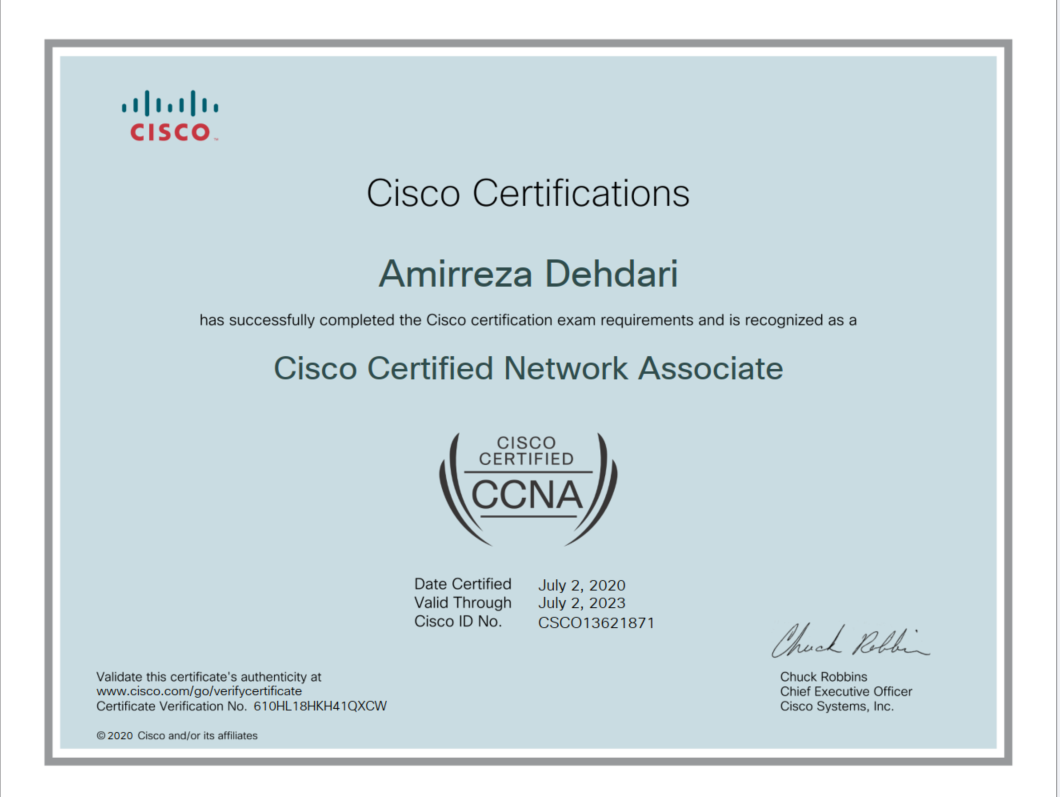 CISCO
Cisco Certifications
Amirreza Dehdari
has successfully completed the Cisco certification exam requirements and is recognized as a
Cisco Certified Network Associate
CISCO
CERTIFIED
CCNA
Date Certified July 2, 2020
Valid Through July 2, 2023
Cisco ID No. CSCO13621871
Chuck Robbins
Validate this certificate's authenticity at
www.cisco.com/go/verifycertificate
Certificate Verification No. 610HL18HKH41QXCW
© 2020 Cisco and/or its affiliates
Chuck Robbins
Chief Executive Officer
Cisco Systems, Inc.